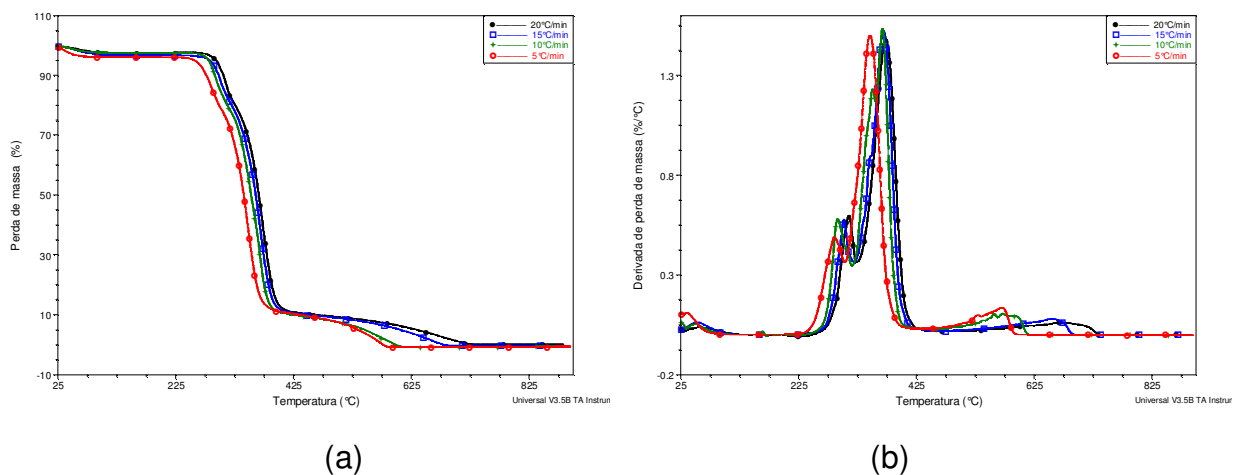 110
90
70
50
30
10
-10
Perda de massa (%)
20°C/min
15°C/min
10°C/min
5°C/min
25
225
425
625
825
Temperatura (°C)
Universal V3.5B TA Instrum
(a)
1.3
0.8
0.3
-0.2
Derivada de perda de massa (%/°C)
20°C/min
15°C/min
10°C/min
5°C/min
25
225
425
625
825
Temperatura (°C)
Universal V3.5B TA Instrum
(b)